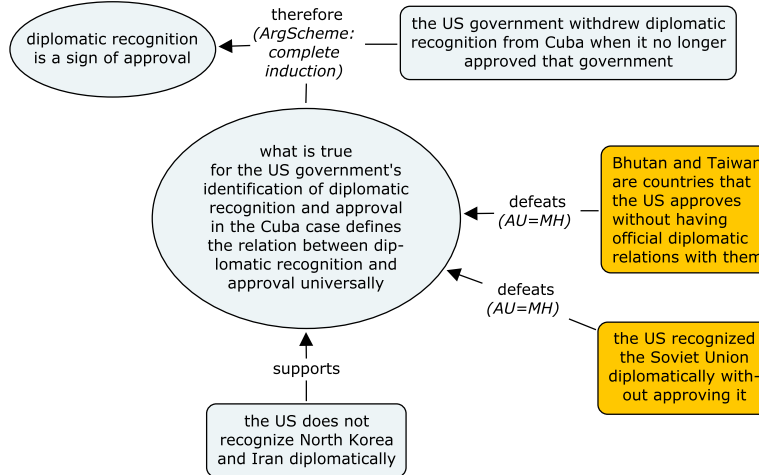 diplomatic recognition
is a sign of approval
therefore
(ArgScheme:
complete
induction)
the US government withdrew diplomatic
recognition from Cuba when it no longer
approved that government
what is true
for the US government's
identification of diplomatic
recognition and approval
in the Cuba case defines
the relation between dip-
lomatic recognition and
approval universally
defeats
(AU=MH)
Bhutan and Taiwan
are countries that
the US approves
without having
official diplomatic
relations with them
defeats
(AU=MH)
the US recognized
the Soviet Union
diplomatically with-
out approving it
supports
the US does not
recognize North Korea
and Iran diplomatically